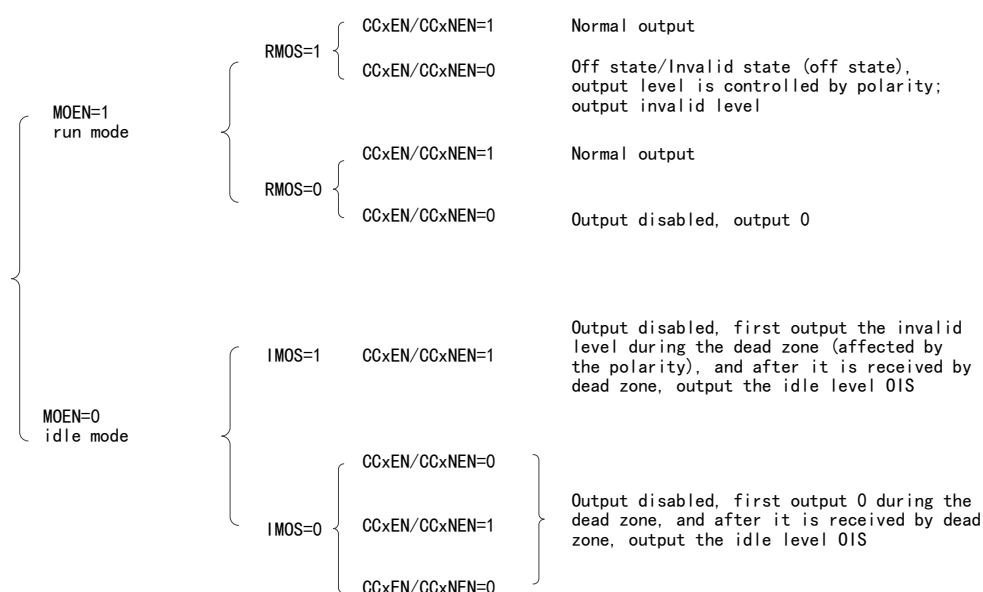 CCxEN/CCxNEN=1 Normal output
RMOS=1
CCxEN/CCxNEN=0 Off state/Invalid state (off state),
output level is controlled by polarity;
output invalid level
MOEN=1
run mode
CCxEN/CCxNEN=1 Normal output
RMOS=0
CCxEN/CCxNEN=0 Output disabled, output 0
Output disabled, first output the invalid
level during the dead zone (affected by
IMOS=1 CCxEN/CCxNEN=1 the polarity), and after it is received by
dead zone, output the idle level OIS
MOEN=0
idle mode
CCxEN/CCxNEN=0
Output disabled, first output 0 during the
IMOS=0 CCxEN/CCxNEN=1 dead zone, and after it is received by dead
zone, output the idle level OIS
CCxEN/CCxNEN=0